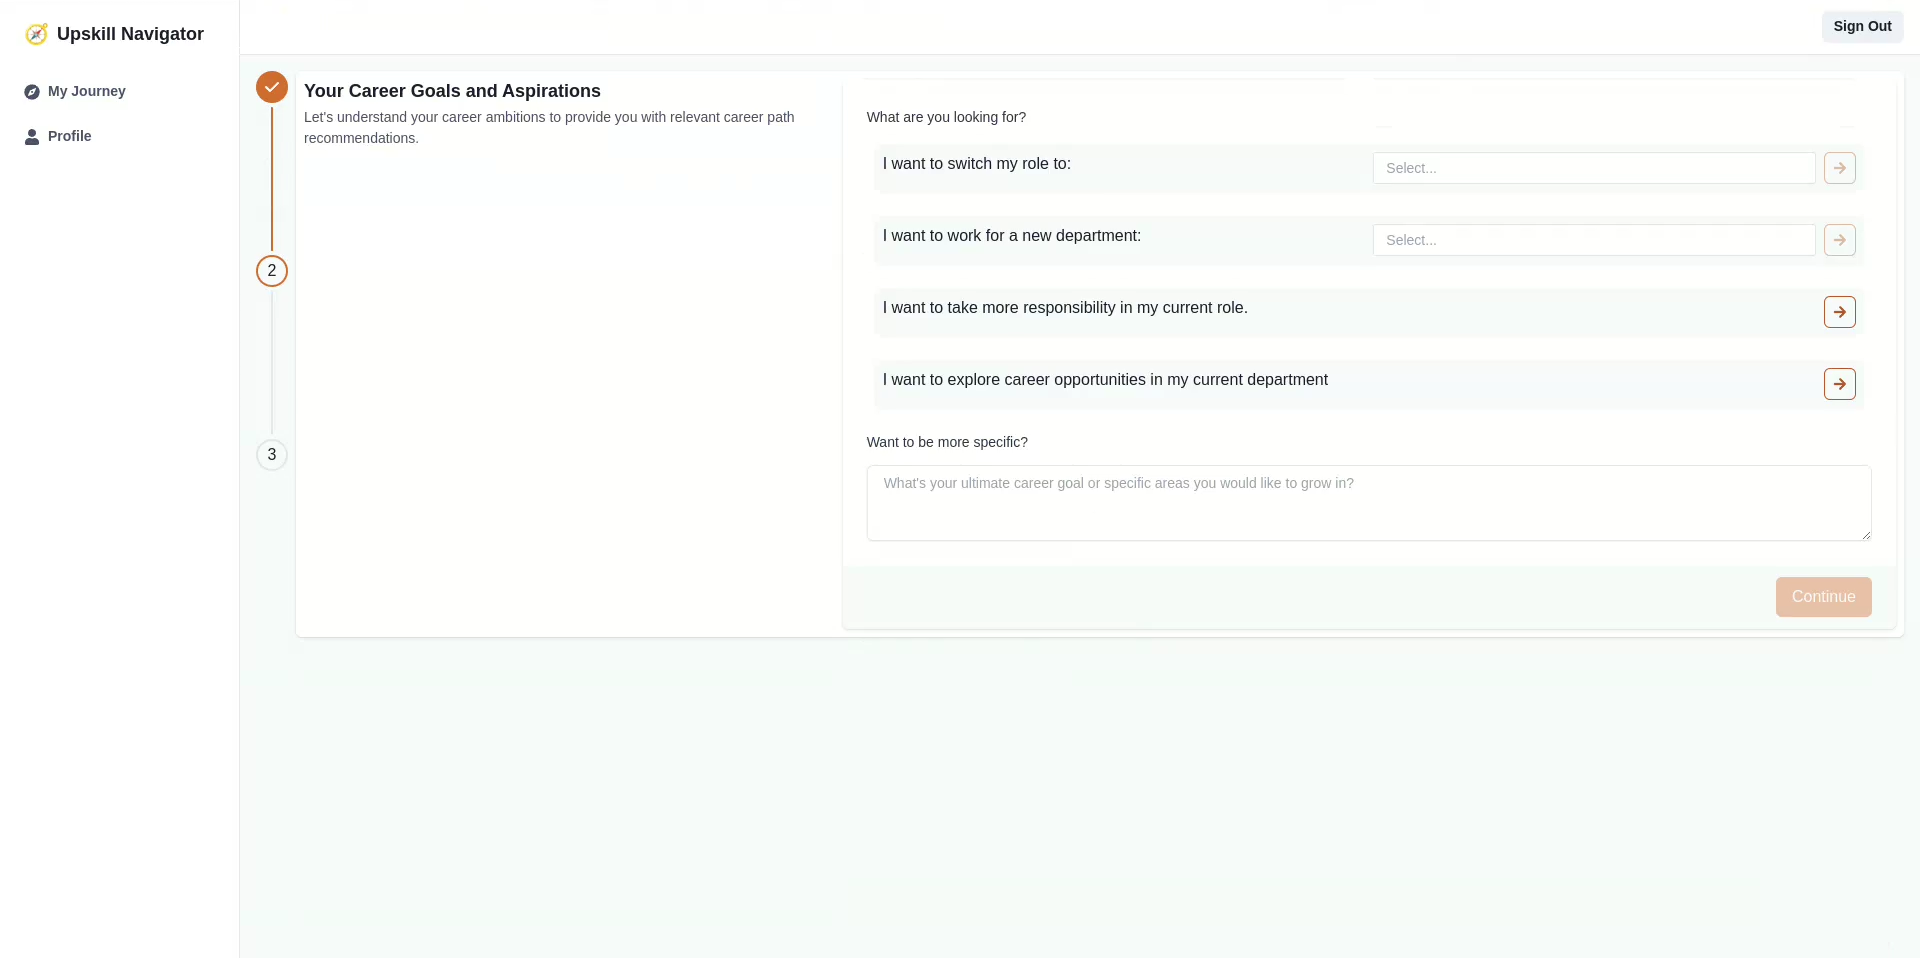 Upskill Navigator
Sign Out
My Journey
Profile
2
3
Your Career Goals and Aspirations
Let's understand your career ambitions to provide you with relevant career path
recommendations.
What are you looking for?
I want to switch my role to:
Select...
I want to work for a new department:
Select...
I want to take more responsibility in my current role.
I want to explore career opportunities in my current department
Want to be more specific?
What's your ultimate career goal or specific areas you would like to grow in?
Continue